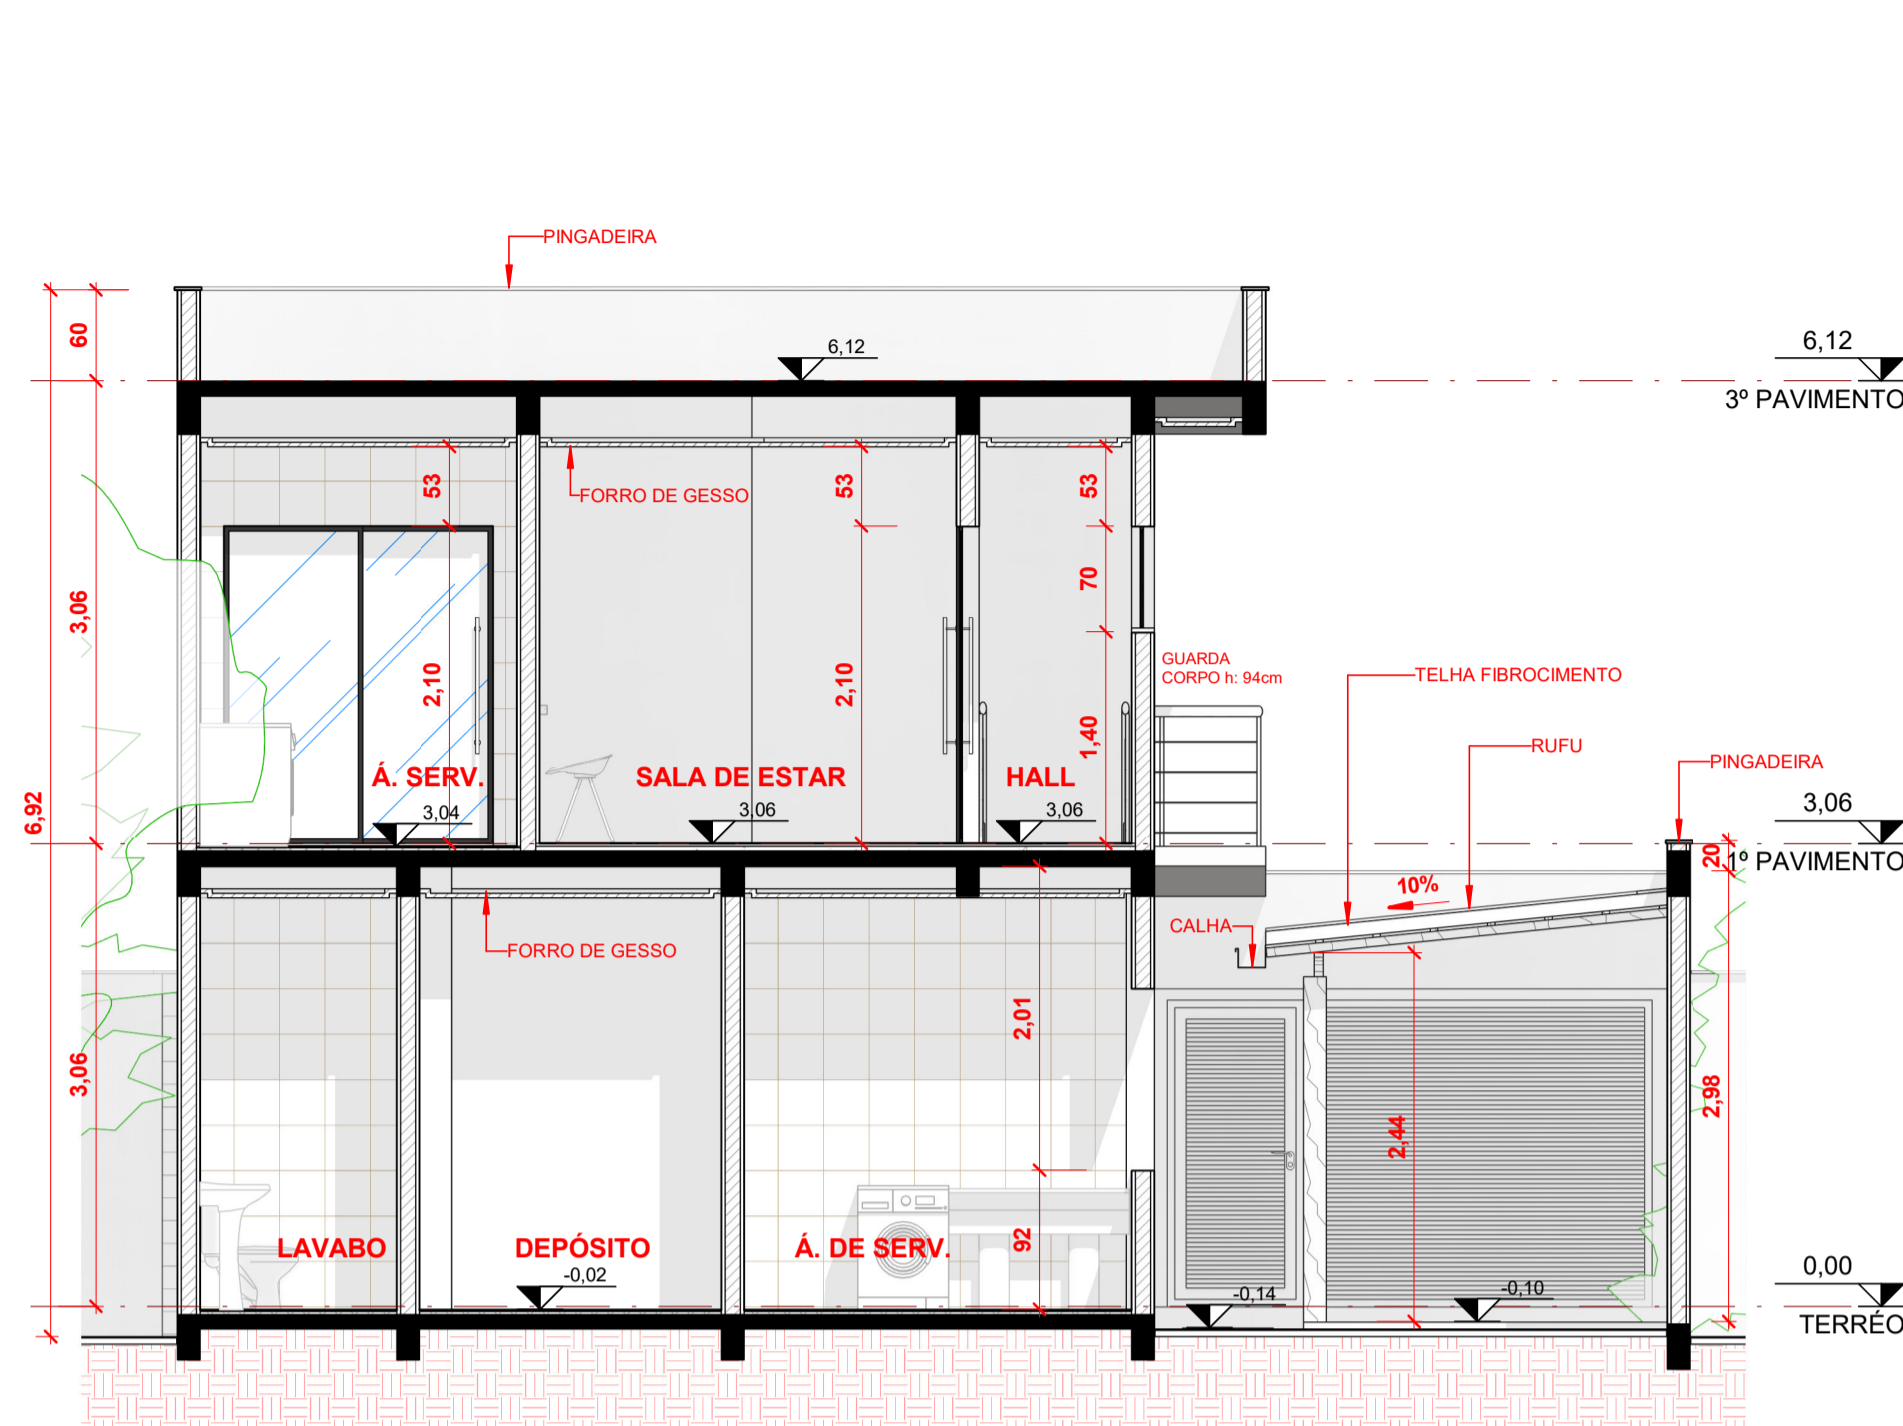 PINGADEIRA
60
6,12
6,12
3º PAVIMENTO
53
53
53
FORRO DE GESSO
70
3,06
2,10
2,10
GUARDA
CORPO h: 94cm
TELHA FIBROCIMENTO
1,40
RUFU
PINGADEIRA
Á. SERV.
SALA DE ESTAR
HALL
6,92
3,04
3,06
3,06
3,06
20
1º PAVIMENTO
10%
CALHA
FORRO DE GESSO
2,01
3,06
2,98
2,44
92
LAVABO
DEPÓSITO
Á. DE SERV.
-0,02
-0,14
-0,10
0,00
TERRÉO